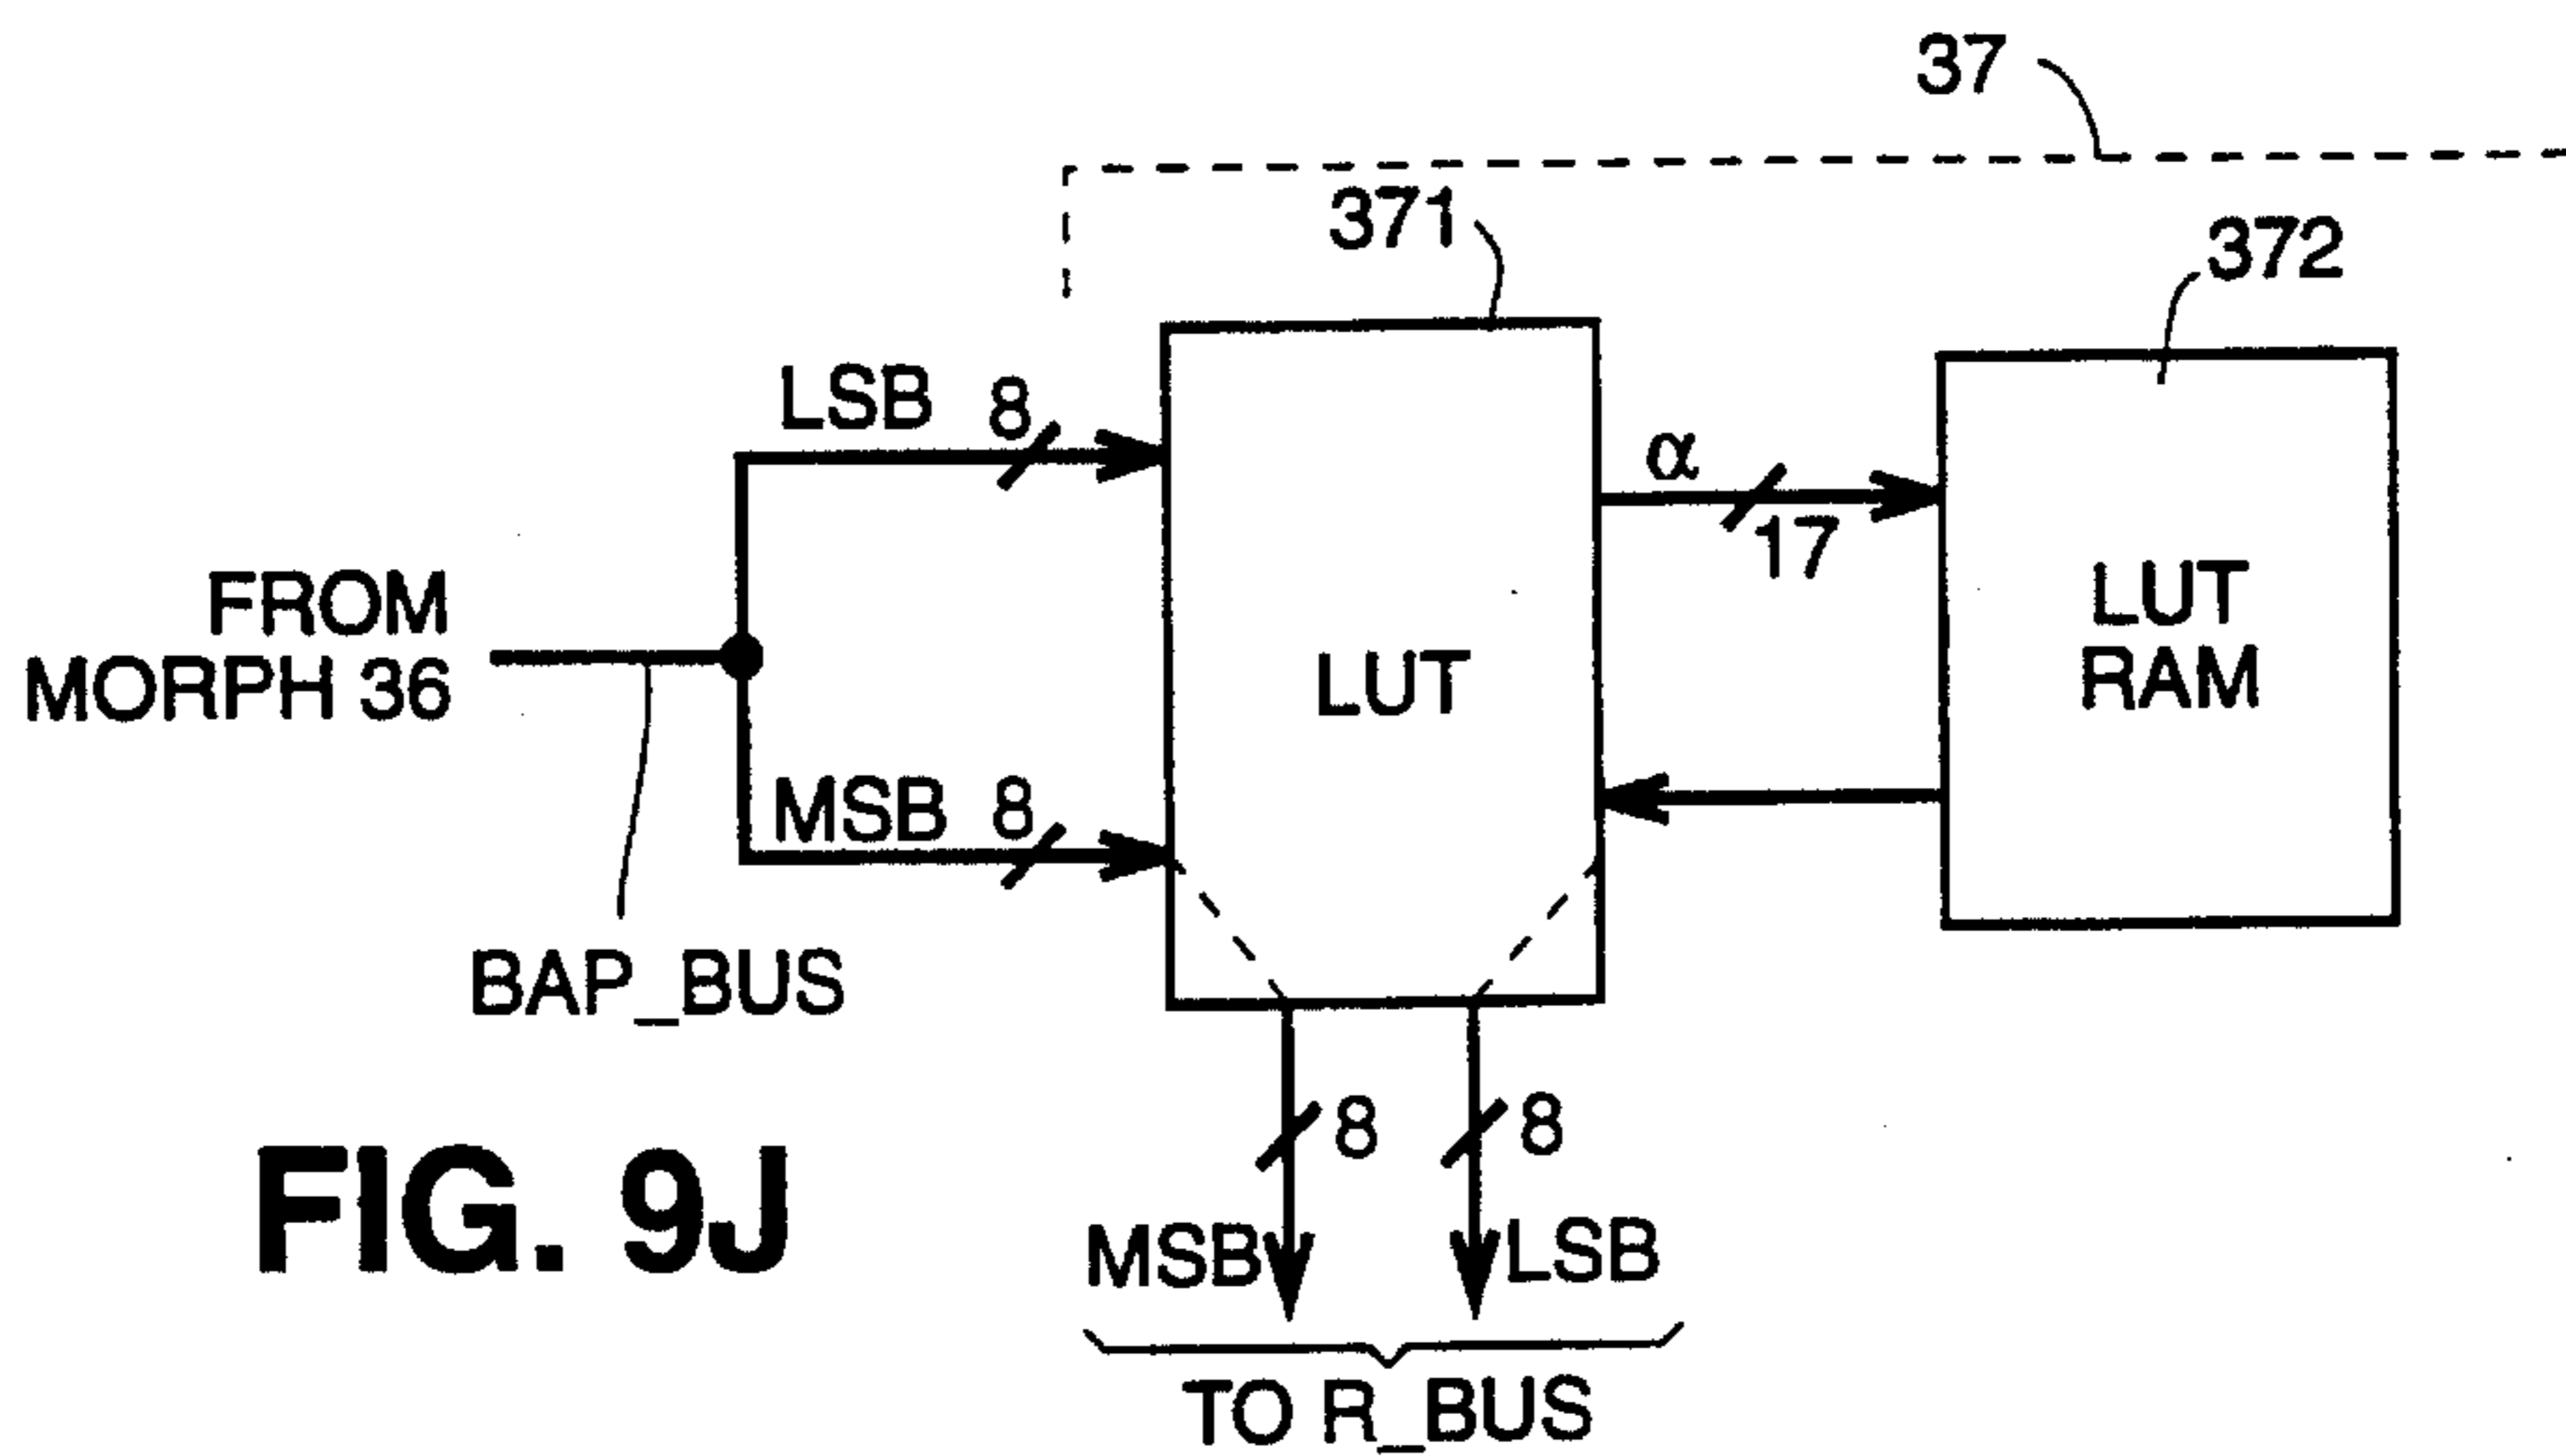 37
371
372
LSB 8
α
17
FROM
MORPH 36
LUT
LUT
RAM
MSB 8
BAP_BUS
8
8
MSB
LSB
TO R_BUS
FIG. 9J